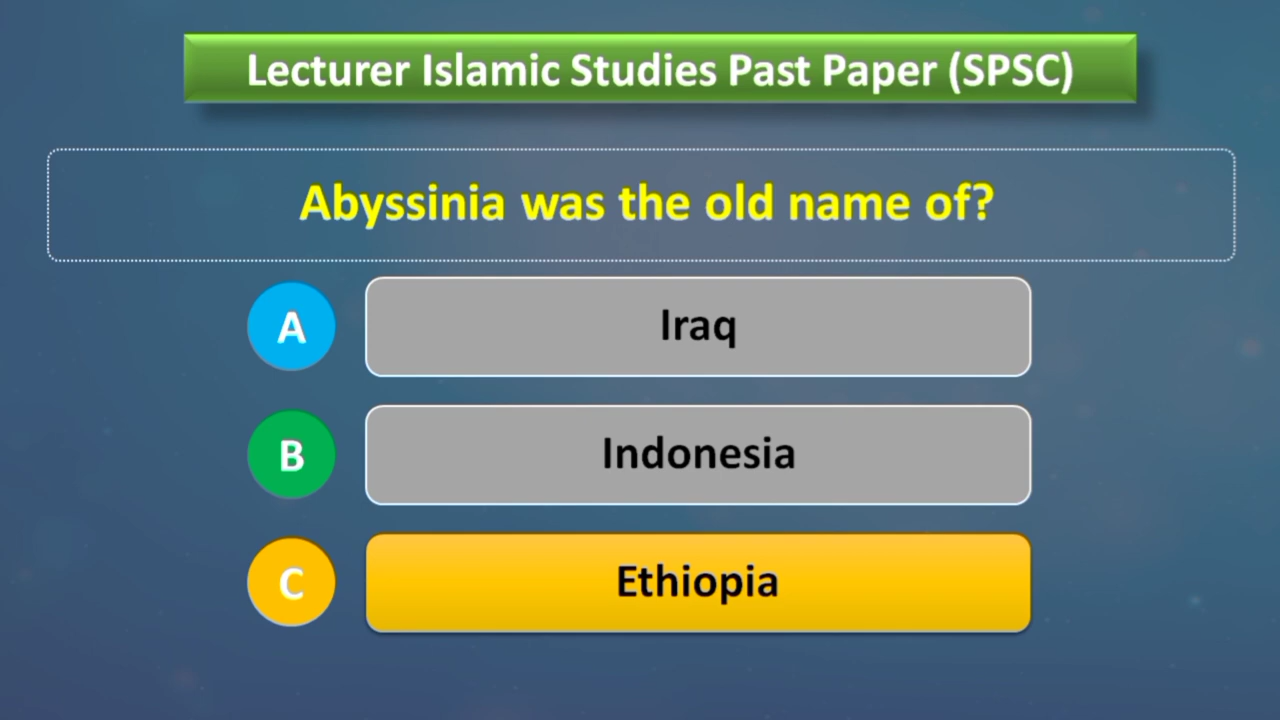 Lecturer Islamic Studies Past Paper (SPSC)
Abyssinia was the old name of?
A Iraq
B Indonesia
C Ethiopia